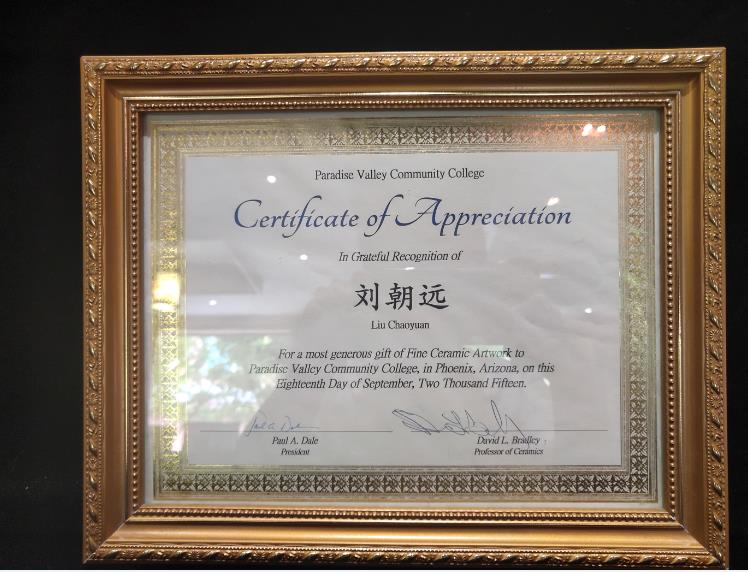 Paradise Valley Community College
Certificate of Appreciation
In Grateful Recognition of
刘朝远
Liu Chaoyuan
For a most generous gift of Fine Ceramic Artwork to
Paradise Valley Community College, in Phoenix, Arizona, on this
Eighteenth Day of September, Two Thousand Fifteen.
Paul A. Dale
David L. Bradley
President
Professor of Ceramics